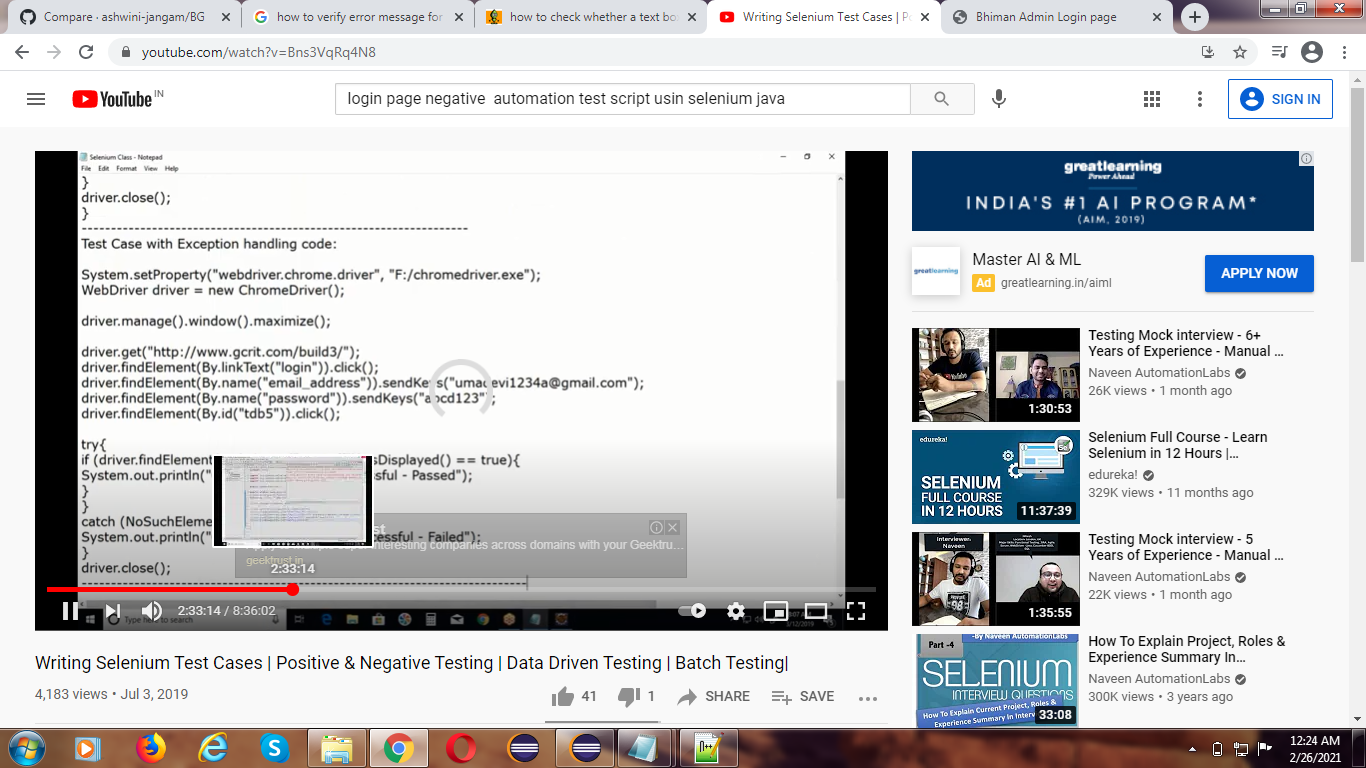 Compare · ashwini-jangam/BG
how to verify error message for
how to check whether a text bo
Writing Selenium Test Cases | Po
Bhiman Admin Login page
youtube.com/watch?v=Bns3VqRq4N8
YouTube IN
login page negative  automation test script usin selenium java
SIGN IN
Selenium Class - Notepad
File Edit Format View Help
}
driver.close();
}
Test Case with Exception handling code:
System.setProperty("webdriver.chrome.driver", "F:/chromedriver.exe");
WebDriver driver = new ChromeDriver();
driver.manage().window().maximize();
driver.get("http://www.gcrit.com/build3/");
driver.findElement(By.linkText("login")).click();
driver.findElement(By.name("email_address")).sendKeys("umadevi1234a@gmail.com");
driver.findElement(By.name("password")).sendKeys("abcd123");
driver.findElement(By.id("tdb5")).click();
try{
if (driver.findElement sDisplayed() == true){
System.out.println(" ssful - Passed");
}
}
catch (NoSuchEleme
System.out.println(" ssful - Failed");
}
driver.close();
interesting companies across domains with your Geektru...
geektrust.in
2:33:14
2:33:14 / 8:36:02
Type here to search
Writing Selenium Test Cases | Positive & Negative Testing | Data Driven Testing | Batch Testing|
4,183 views • Jul 3, 2019
41
1
SHARE
SAVE
greatlearning
Power Ahead
INDIA'S #1 AI PROGRAM*
(AIM, 2019)
greatlearning
Master AI & ML
Ad greatlearning.in/aiml
APPLY NOW
1:30:53
Testing Mock interview - 6+
Years of Experience - Manual ...
Naveen AutomationLabs
26K views • 1 month ago
edureka!
SELENIUM
FULL COURSE
IN 12 HOURS
11:37:39
Selenium Full Course - Learn
Selenium in 12 Hours |...
edureka!
329K views • 11 months ago
Interviewer:
Naveen
1:35:55
Testing Mock interview - 5
Years of Experience - Manual ...
Naveen AutomationLabs
22K views • 1 month ago
Part -4
-By Naveen AutomationLabs
SELENIUM
INTERVIEW QUESTIONS
How To Explain Current Project, Roles &
Experience Summary In Interv
33:08
How To Explain Project, Roles &
Experience Summary In...
Naveen AutomationLabs
300K views • 3 years ago
12:24 AM
2/26/2021